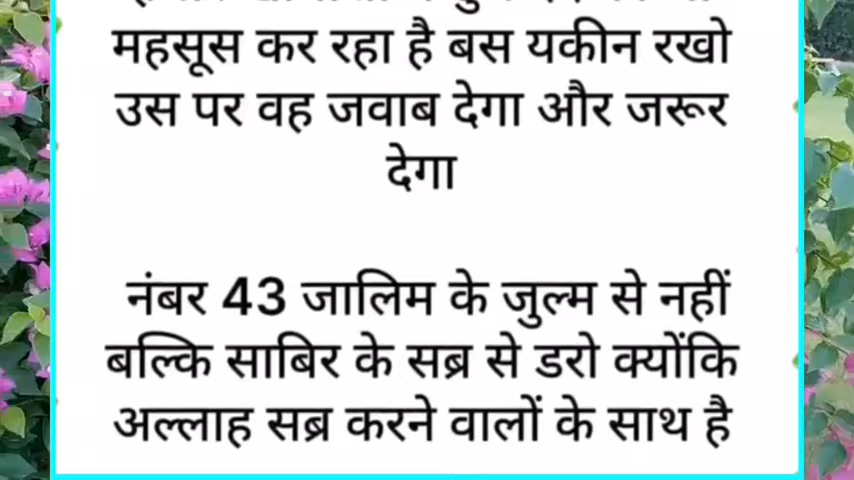 महसूस कर रहा है बस यकीन रखो
उस पर वह जवाब देगा और जरूर
देगा
नंबर 43 जालिम के जुल्म से नहीं
बल्कि साबिर के सब्र से डरो क्योंकि
अल्लाह सब्र करने वालों के साथ है